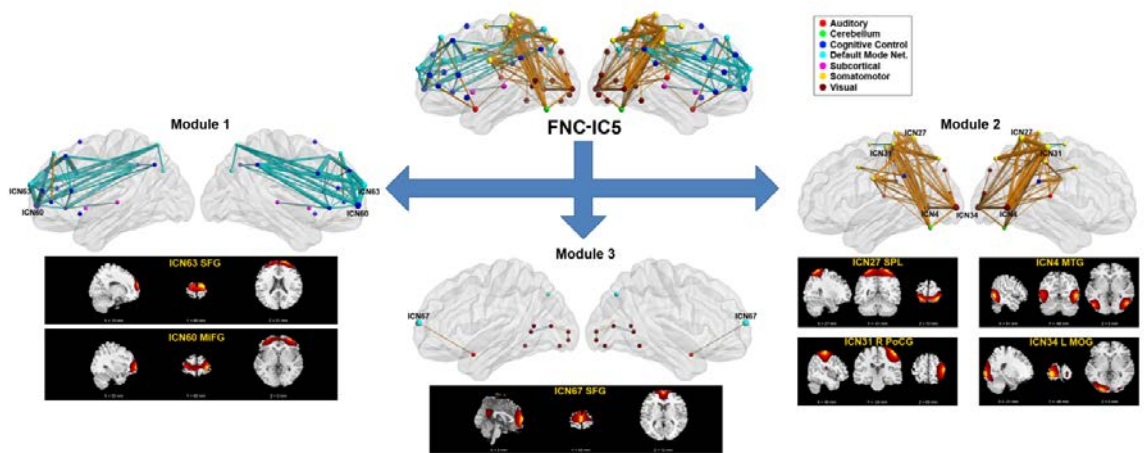 Auditory
Cerebellum
Cognitive Control
Default Mode Net.
Subcortical
Somatomotor
Visual
FNC-IC5
Module 1
ICN63
ICN60
ICN63
ICN60
ICN63 SFG
ICN60 MIFG
Module 2
ICN27
ICN27
ICN31
ICN31
ICN4
ICN34
ICN4
ICN27 SPL
ICN4 MTG
ICN31 R PoCG
ICN34 L MOG
Module 3
ICN67
ICN67
ICN67 SFG